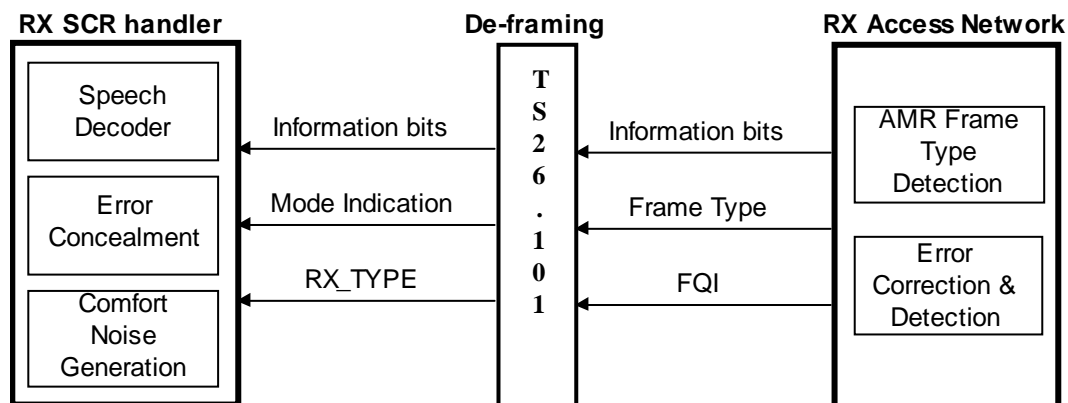 RX SCR handler
De-framing
RX Access Network
Speech
Decoder
Error
Concealment
Comfort
Noise
Generation
Information bits
Mode Indication
RX_TYPE
T
S
2
6
.
1
0
1
Information bits
Frame Type
FQI
AMR Frame
Type
Detection
Error
Correction &
Detection